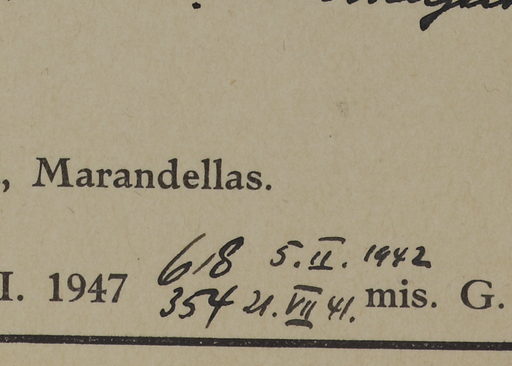 , Marandellas.
618 5. II. 1942
I. 1947 354 21. VII 41. mis. G.